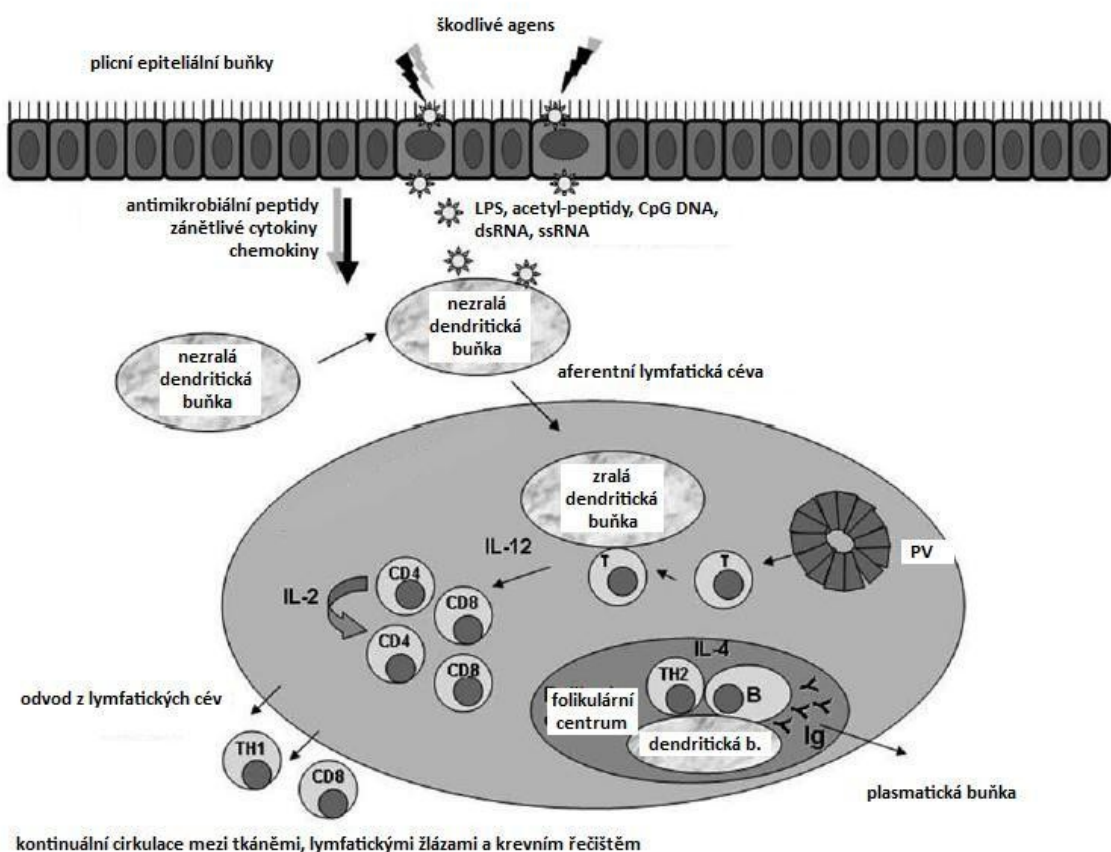 škodlivé agens
plicní epiteliální buňky
antimikrobiální peptidy
zánětlivé cytokiny
chemokiny
LPS, acetyl-peptidy, CpG DNA,
dsRNA, ssRNA
nezralá
dendritická
buňka
nezralá
dendritická
buňka
aferentní lymfatická céva
zralá
dendritická
buňka
PV
IL-12
T
T
CD4
IL-2
CD8
CD4
CD8
IL-4
TH2
B
folikulární
centrum
Ig
dendritická b.
odvod z lymfatických cév
TH1
CD8
plasmatická buňka
kontinuální cirkulace mezi tkáněmi, lymfatickými žlázami a krevním řečištěm